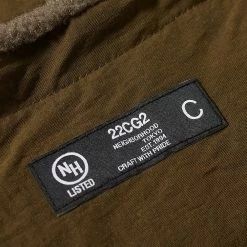 NH
LISTED
22CG2
NEIGHBORHOOD
TOKYO
EST.1994
CRAFT WITH PRIDE
C